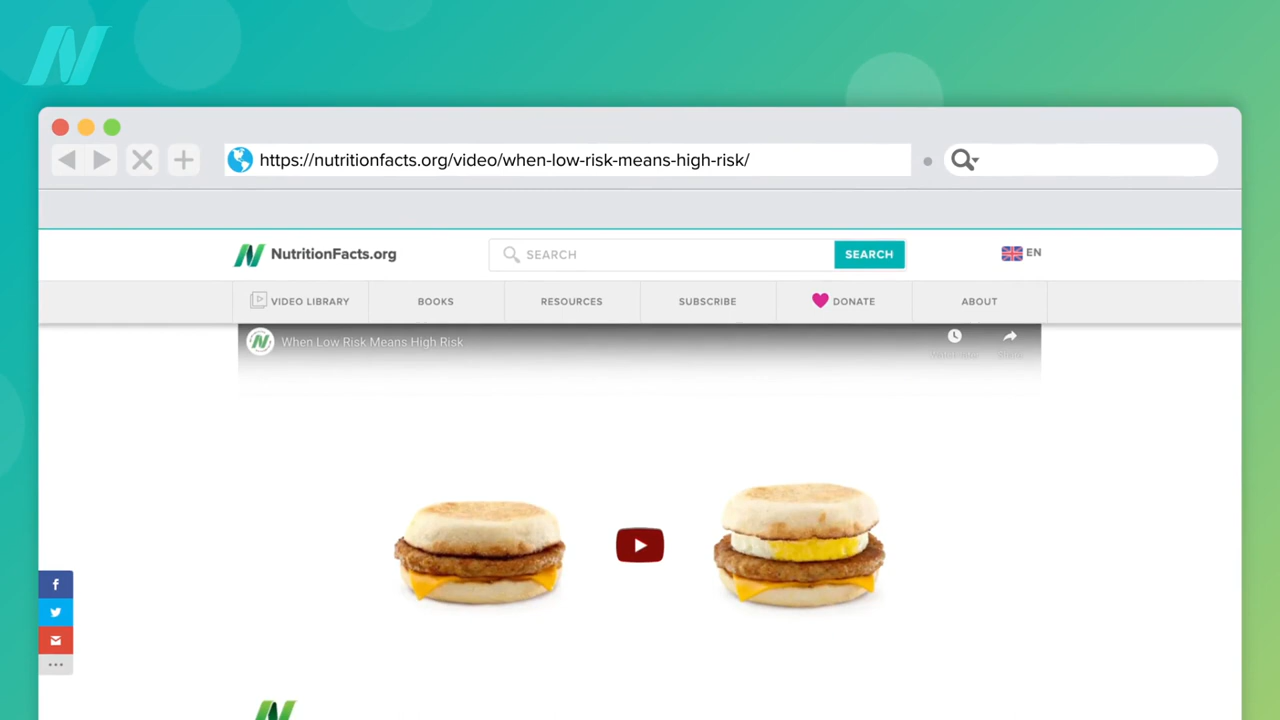 https://nutritionfacts.org/video/when-low-risk-means-high-risk/
NutritionFacts.org
SEARCH
SEARCH
EN
VIDEO LIBRARY
BOOKS
RESOURCES
SUBSCRIBE
DONATE
ABOUT
When Low Risk Means High Risk